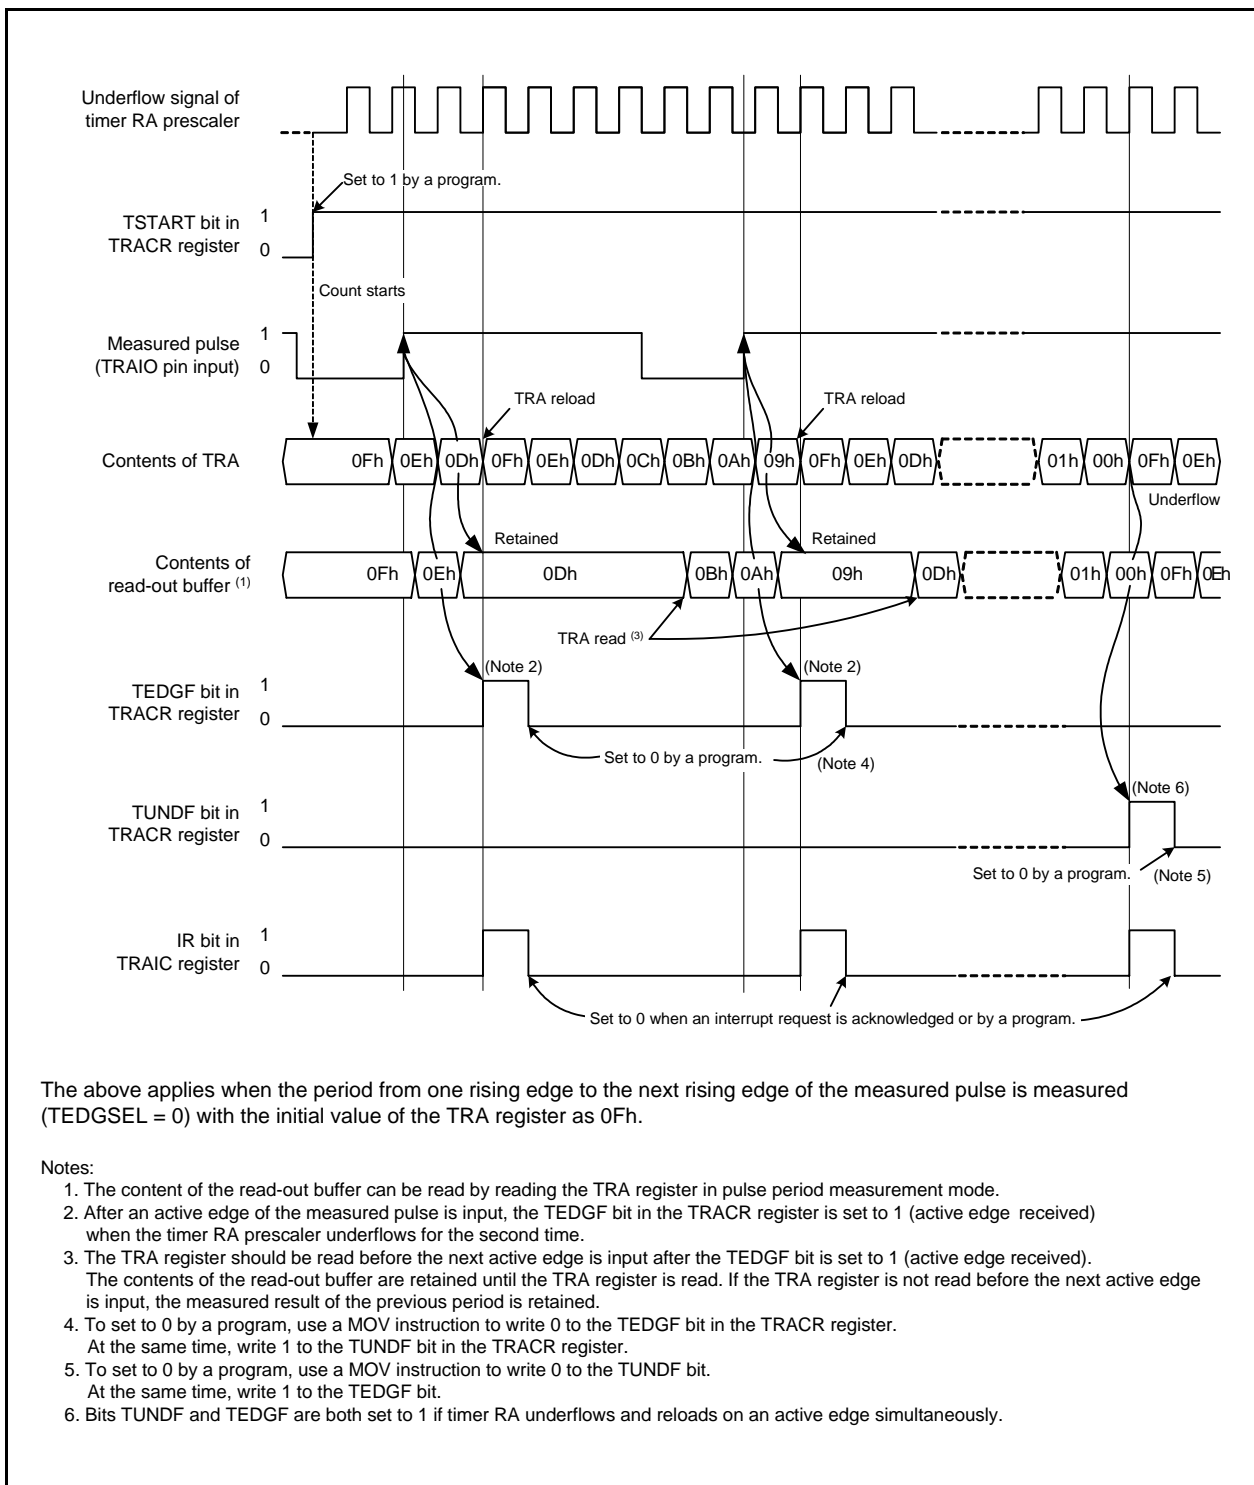 Underflow signal of
timer RA prescaler
Set to 1 by a program.
TSTART bit in
TRACR register
1
0
Count starts
Measured pulse
(TRAIO pin input)
1
0
TRA reload
TRA reload
Contents of TRA
0Fh 0Eh 0Dh 0Fh 0Eh 0Dh 0Ch 0Bh 0Ah 09h 0Fh 0Eh 0Dh 01h 00h 0Fh 0Eh
Underflow
Retained
Retained
Contents of
read-out buffer (1)
0Fh 0Eh 0Dh 0Bh 0Ah 09h 0Dh 01h 00h 0Fh 0Eh
TRA read (3)
(Note 2)
(Note 2)
TEDGF bit in
TRACR register
1
0
Set to 0 by a program.
(Note 4)
(Note 6)
TUNDF bit in
TRACR register
1
0
Set to 0 by a program.
(Note 5)
IR bit in
TRAIC register
1
0
Set to 0 when an interrupt request is acknowledged or by a program.
The above applies when the period from one rising edge to the next rising edge of the measured pulse is measured
(TEDGSEL = 0) with the initial value of the TRA register as 0Fh.
Notes:
1. The content of the read-out buffer can be read by reading the TRA register in pulse period measurement mode.
2. After an active edge of the measured pulse is input, the TEDGF bit in the TRACR register is set to 1 (active edge received)
when the timer RA prescaler underflows for the second time.
3. The TRA register should be read before the next active edge is input after the TEDGF bit is set to 1 (active edge received).
The contents of the read-out buffer are retained until the TRA register is read. If the TRA register is not read before the next active edge
is input, the measured result of the previous period is retained.
4. To set to 0 by a program, use a MOV instruction to write 0 to the TEDGF bit in the TRACR register.
At the same time, write 1 to the TUNDF bit in the TRACR register.
5. To set to 0 by a program, use a MOV instruction to write 0 to the TUNDF bit.
At the same time, write 1 to the TEDGF bit.
6. Bits TUNDF and TEDGF are both set to 1 if timer RA underflows and reloads on an active edge simultaneously.